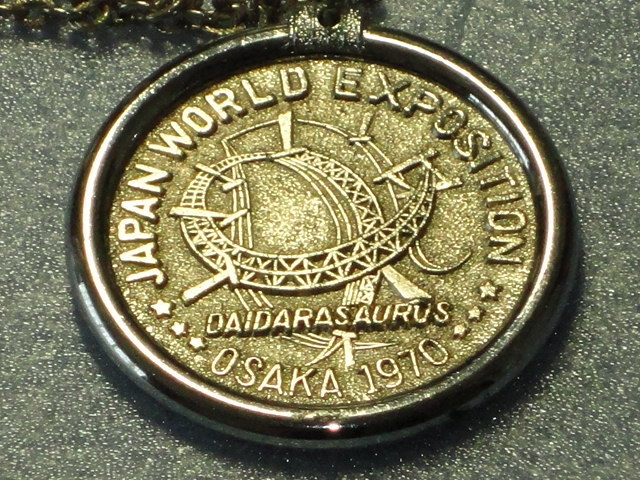 JAPAN WORLD EXPOSITION
DAIDARASAURUS
OSAKA 1970